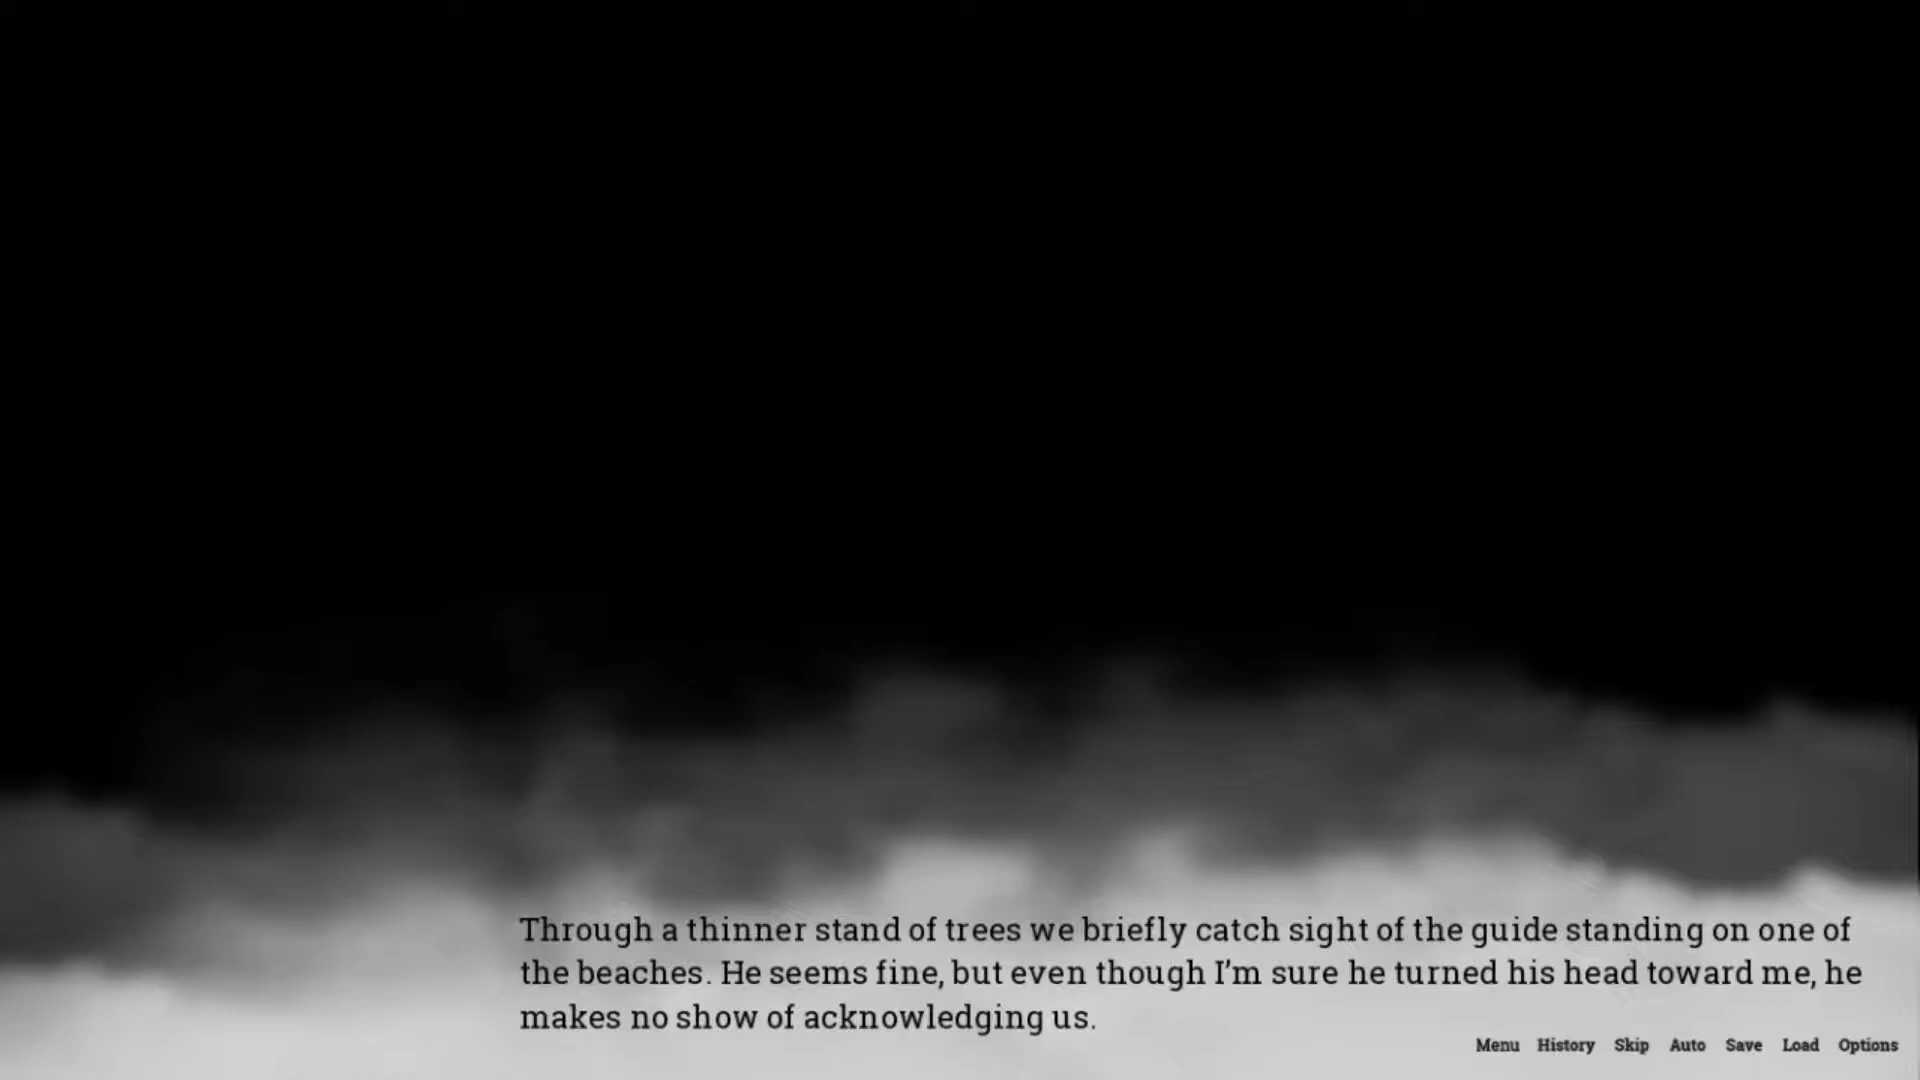 Through a thinner stand of trees we briefly catch sight of the guide standing on one of
the beaches. He seems fine, but even though I’m sure he turned his head toward me, he
makes no show of acknowledging us.
Menu History Skip Auto Save Load Options